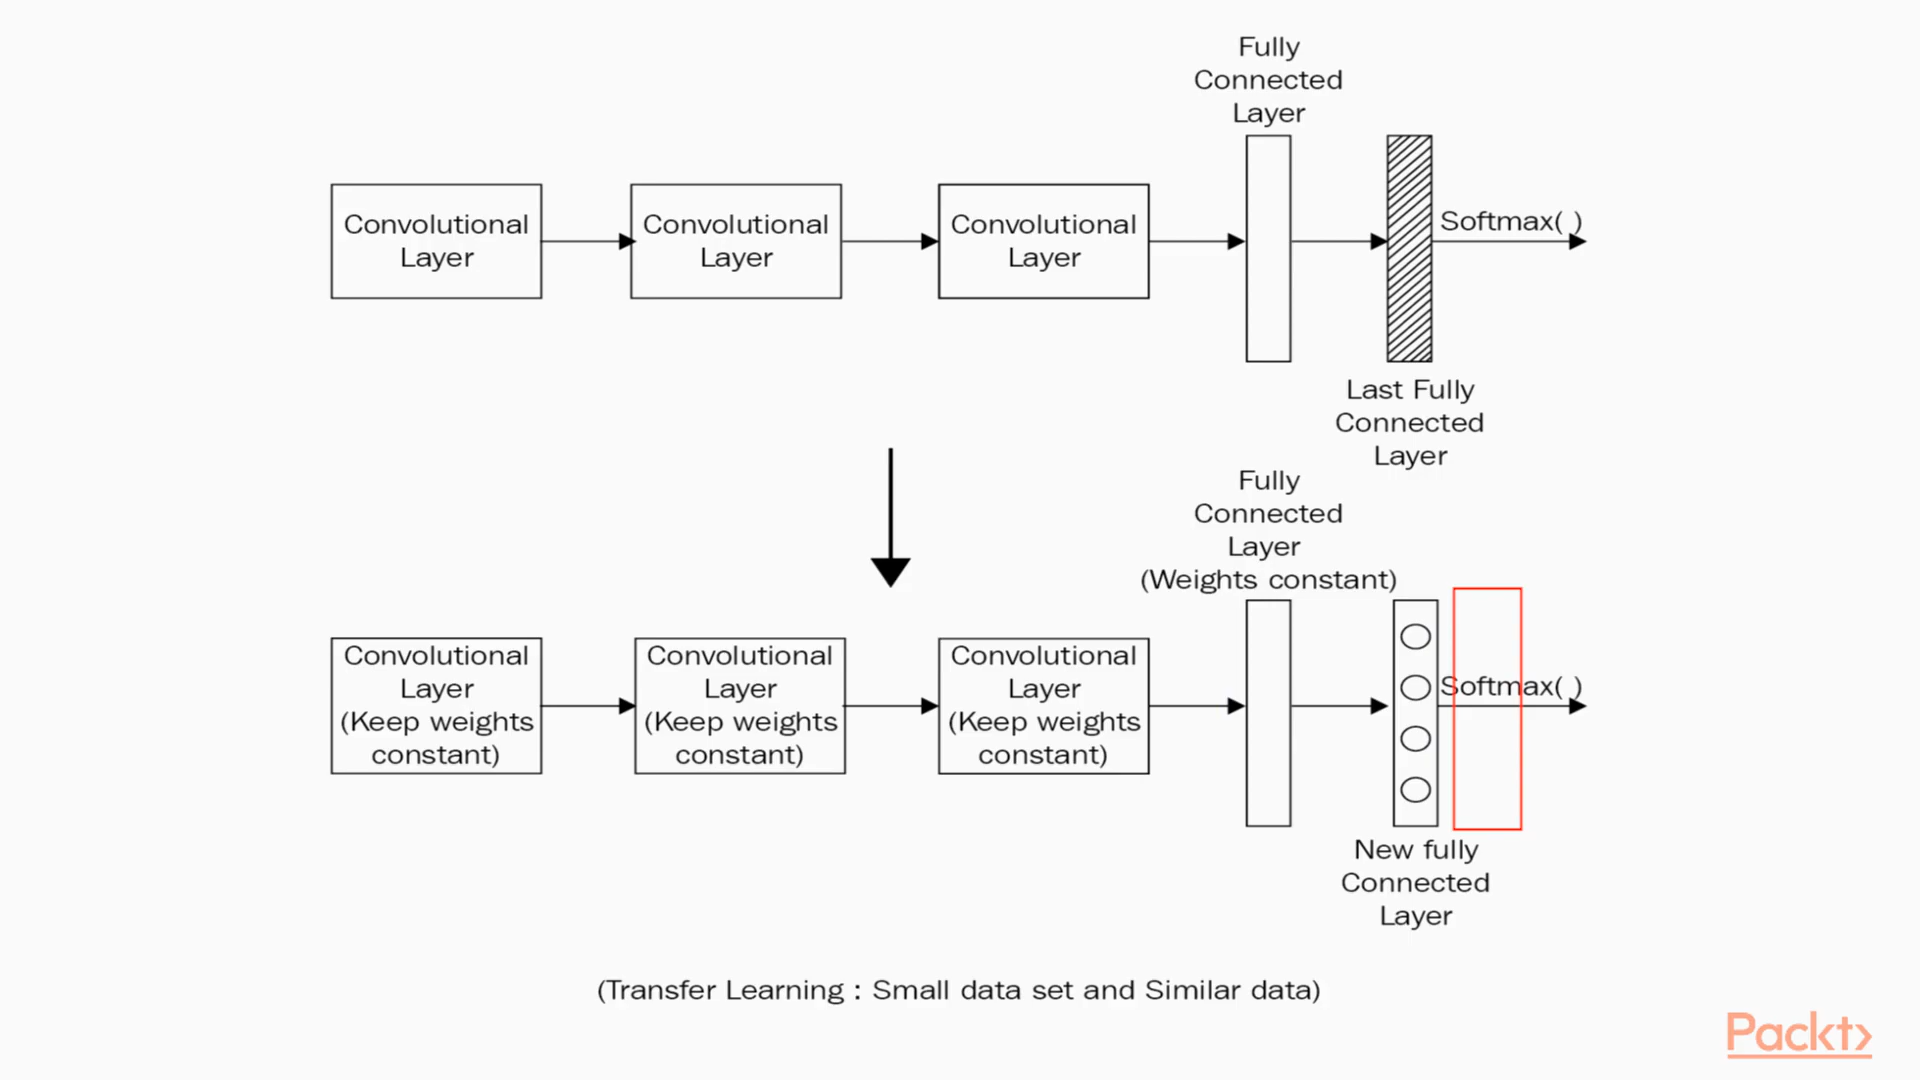 Fully
Connected
Layer
Convolutional
Layer
Convolutional
Layer
Convolutional
Layer
Softmax( )
Last Fully
Connected
Layer
Fully
Connected
Layer
(Weights constant)
Convolutional
Layer
(Keep weights
constant)
Convolutional
Layer
(Keep weights
constant)
Convolutional
Layer
(Keep weights
constant)
Softmax( )
New fully
Connected
Layer
(Transfer Learning : Small data set and Similar data)
Packt>